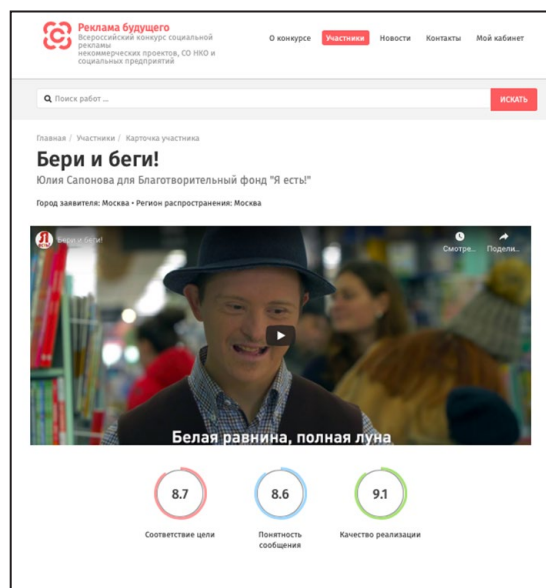 Реклама будущего
Всероссийский конкурс социальной
рекламы
некоммерческих проектов, СО НКО и
социальных предприятий
О конкурсе Участники Новости Контакты Мой кабинет
Поиск работ ...
ИСКАТЬ
Главная / Участники / Карточка участника
Бери и беги!
Юлия Сапонова для Благотворительный фонд "Я есть!"
Город заявителя: Москва • Регион распространения: Москва
Бери и беги!
Смотре... Подели...
Белая равнина, полная луна
8.7 8.6 9.1
Соответствие цели Понятность Качество реализации
сообщения